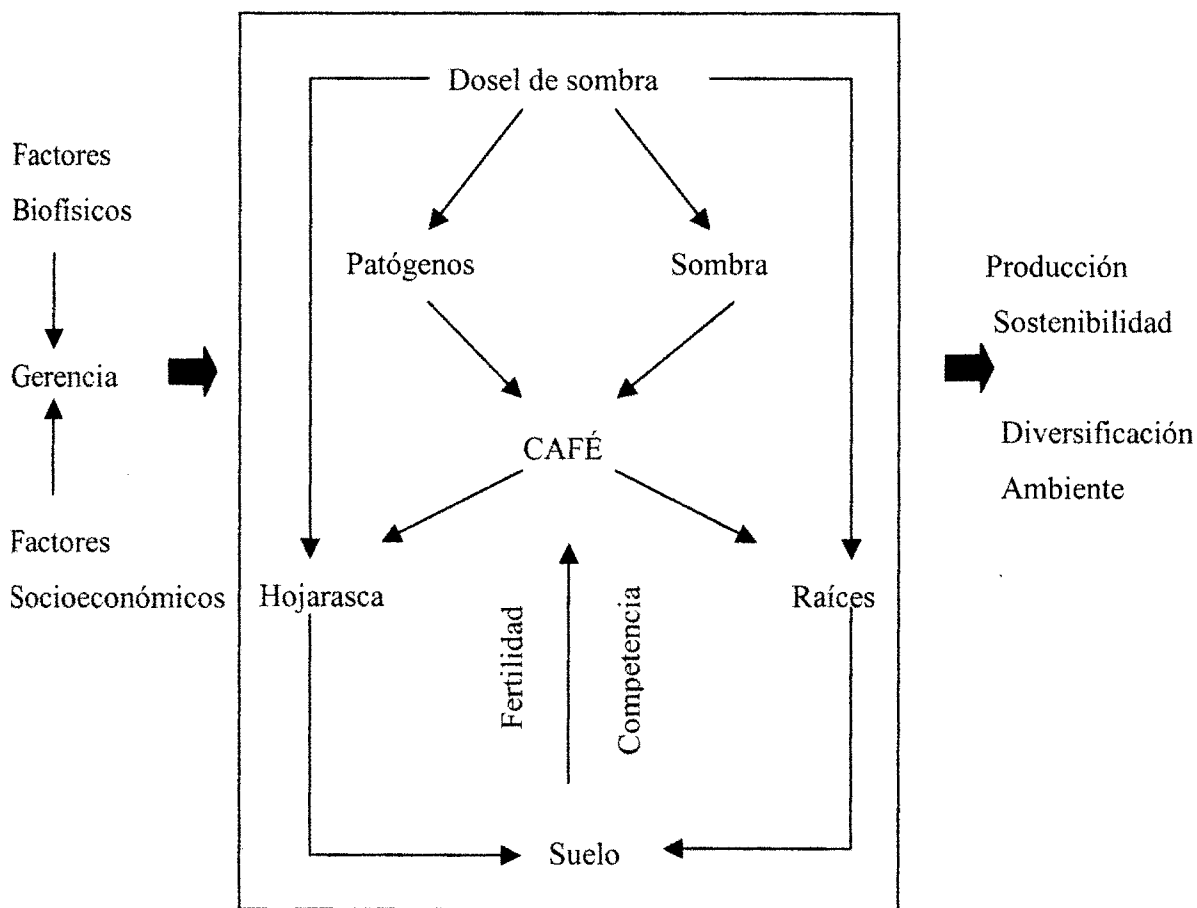 Dosel de sombra
Factores
Biofísicos
Patógenos
Sombra
Producción
Sostenibilidad
Gerencia
CAFÉ
Diversificación
Ambiente
Factores
Socioeconómicos
Hojarasca
Fertilidad
Competencia
Raíces
Suelo